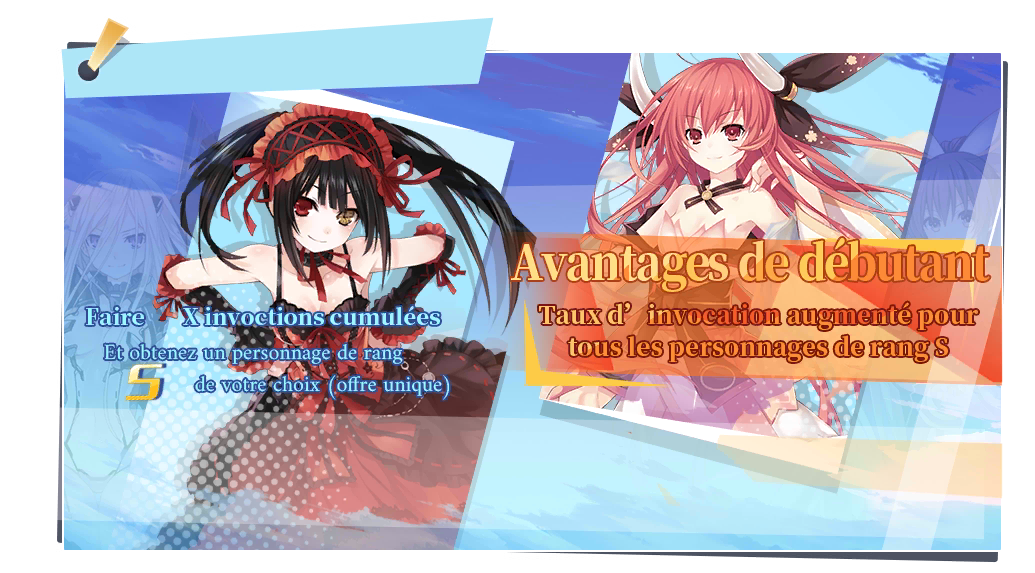 Faire X invoctions cumulées
Et obtenez un personnage de rang
S de votre choix (offre unique)
Avantages de débutant
Taux d’ invocation augmenté pour
tous les personnages de rang S